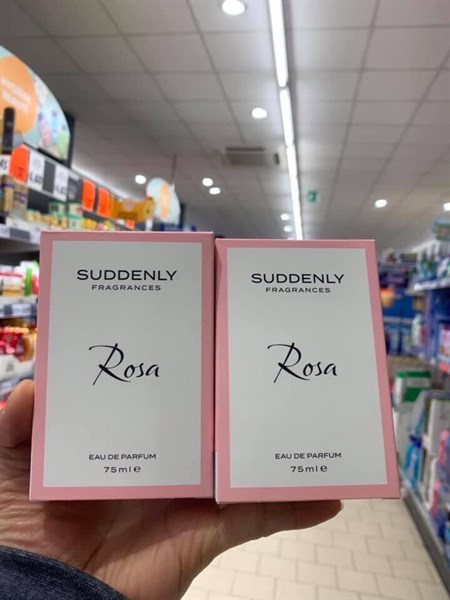 SUDDENLY
FRAGRANCES
Rosa
EAU DE PARFUM
75ml e
SUDDENLY
FRAGRANCES
Rosa
EAU DE PARFUM
75ml e